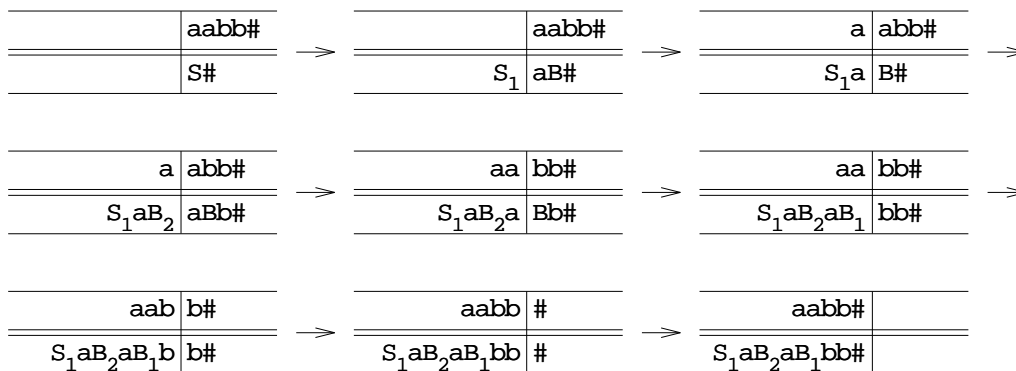 aabb# → aabb# → a abb# →
S# S₁ aB# S₁a B#
a abb# → aa bb# → aa bb# →
S₁aB₂ aBb# S₁aB₂a Bb# S₁aB₂aB₁ bb#
aab b# → aabb # → aabb#
S₁aB₂aB₁b b# S₁aB₂aB₁bb # S₁aB₂aB₁bb#